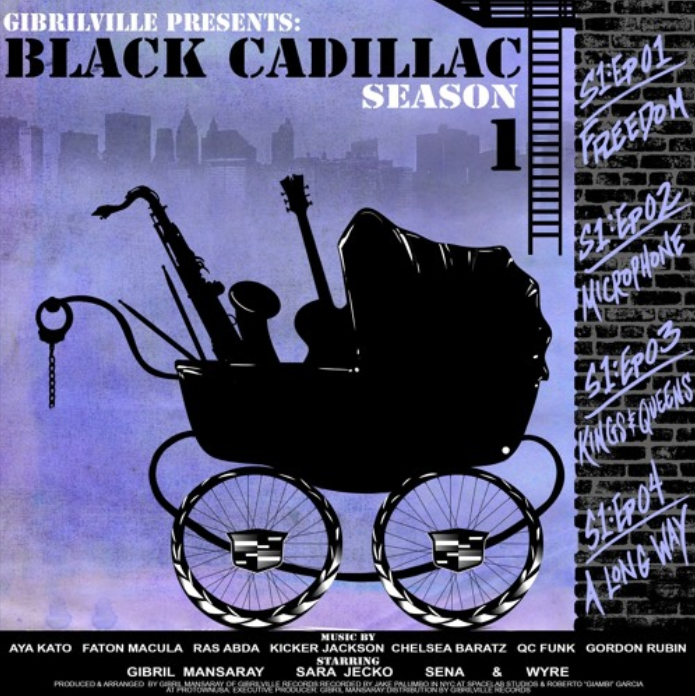 GIBRILVILLE PRESENTS:
BLACK CADILLAC
SEASON
1
S1:EP01
FREEDOM
S1:EP02
MICROPHONE
S1:EP03
KINGS & QUEENS
S1:EP04
A LONG WAY
MUSIC BY
AYA KATO FATON MACULA RAS ABDA KICKER JACKSON CHELSEA BARATZ QC FUNK GORDON RUBIN
STARRING
GIBRIL MANSARAY SARA JECKO SENA & WYRE
PRODUCED & ARRANGED BY GIBRIL MANSARAY OF GIBRILVILLE RECORDS RECORDED BY JAKE PALUMBO IN NYC AT SPACELAB STUDIOS & ROBERTO "GIAMBI" GARCIA
AT PHOTOWNUSA. EXECUTIVE PRODUCER: GIBRIL MANSARAY DISTRIBUTION BY GIBRILVILLE RECORDS